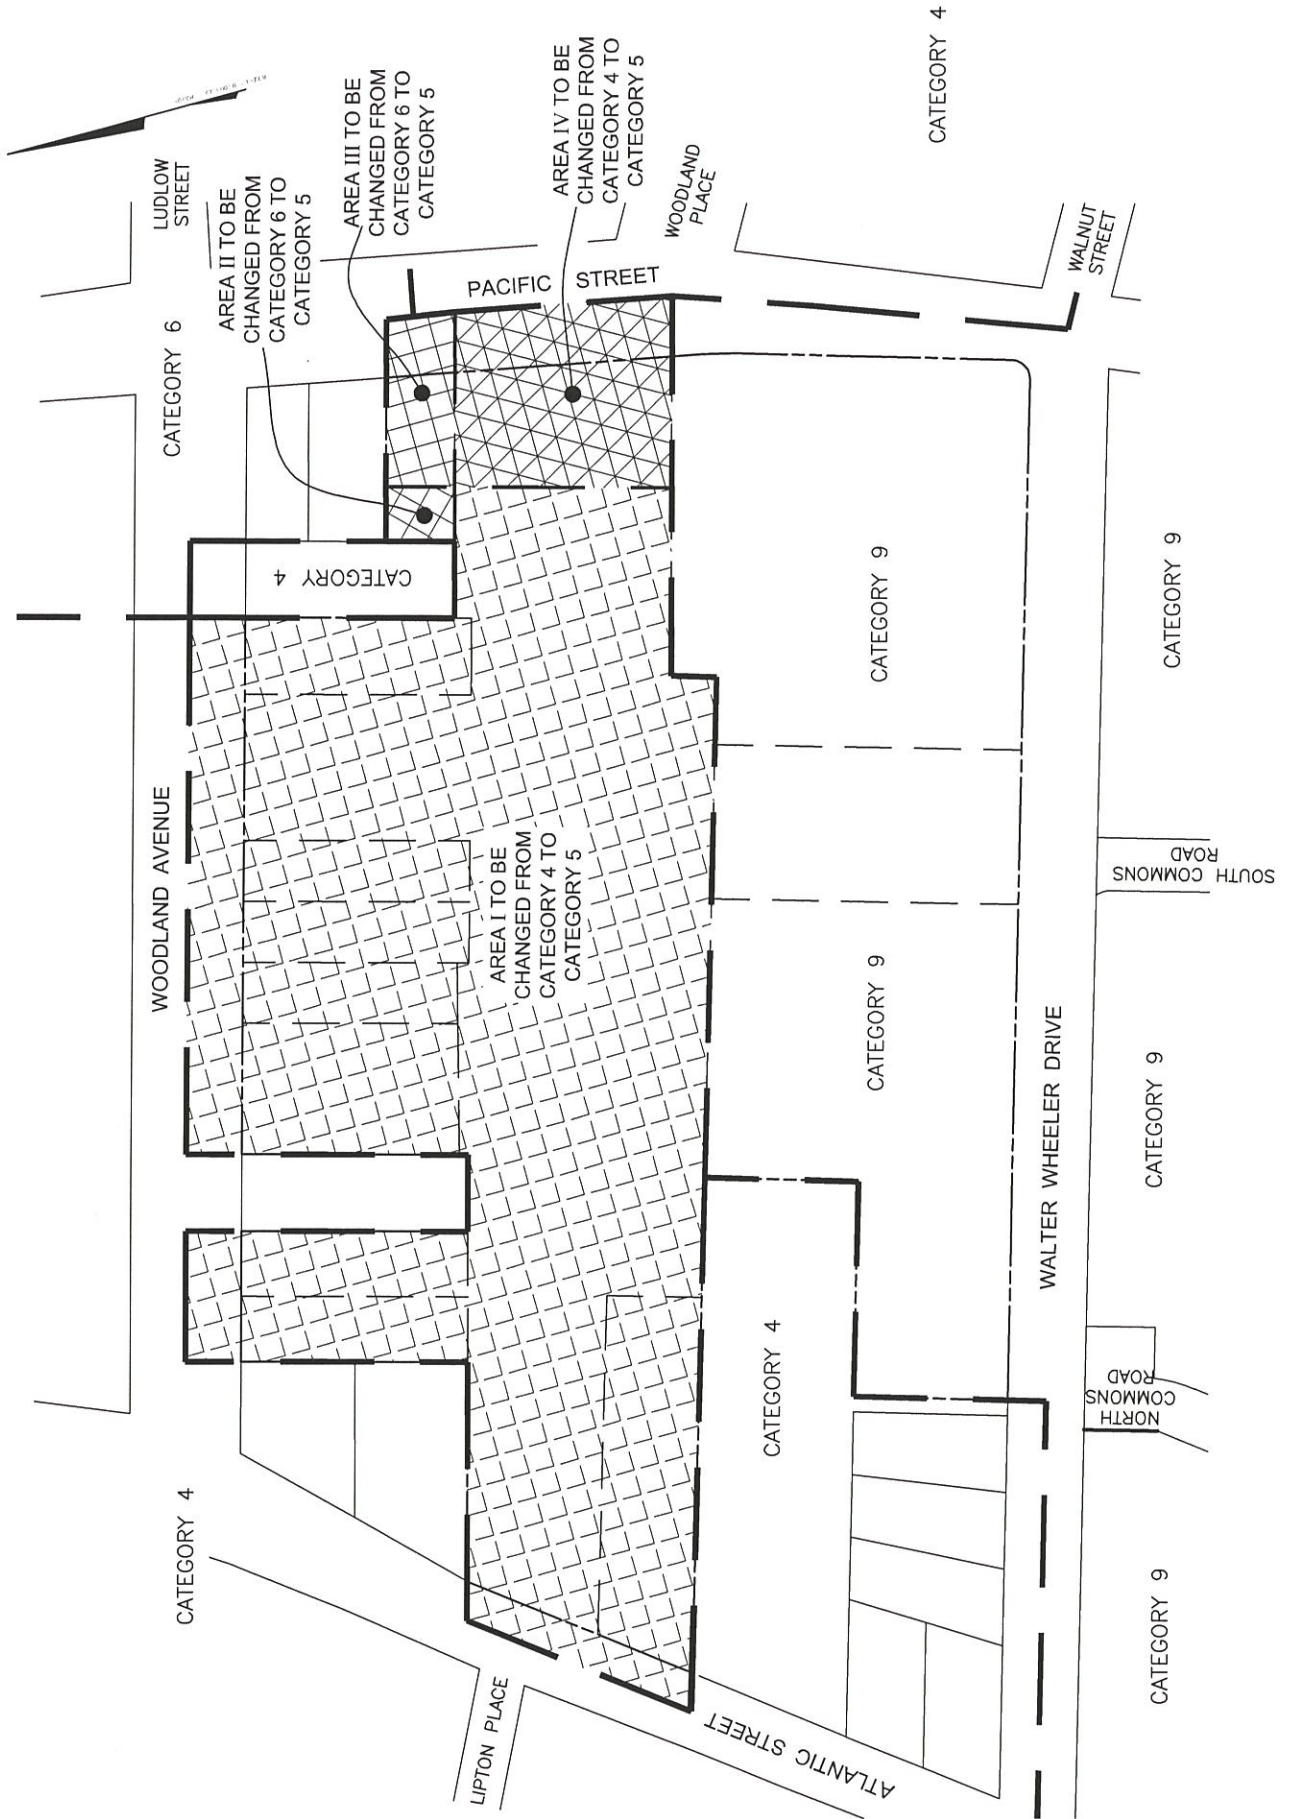 LUDLOW
STREET
AREA II TO BE
CHANGED FROM
CATEGORY 6 TO
CATEGORY 5
AREA III TO BE
CHANGED FROM
CATEGORY 6 TO
CATEGORY 5
AREA IV TO BE
CHANGED FROM
CATEGORY 4 TO
CATEGORY 5
WOODLAND
PLACE
CATEGORY 4
WALNUT
STREET
PACIFIC STREET
CATEGORY 6
CATEGORY 4
WOODLAND AVENUE
AREA I TO BE
CHANGED FROM
CATEGORY 4 TO
CATEGORY 5
CATEGORY 9
CATEGORY 9
CATEGORY 9
SOUTH COMMONS
ROAD
WALTER WHEELER DRIVE
CATEGORY 9
CATEGORY 4
NORTH
COMMONS
ROAD
CATEGORY 4
CATEGORY 9
LIPTON PLACE
ATLANTIC STREET